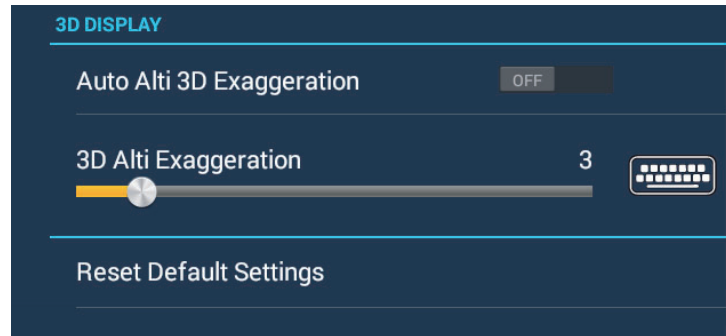 3D DISPLAY
Auto Alti 3D Exaggeration OFF
3D Alti Exaggeration 3
Reset Default Settings